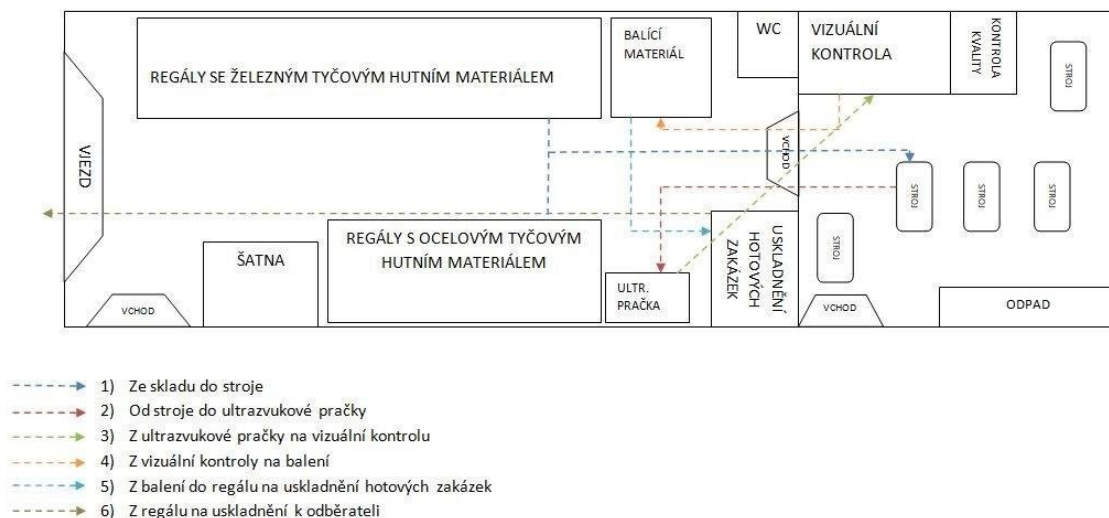 REGÁLY SE ŽELEZNÝM TYČOVÝM HUTNÍM MATERIÁLEM
BALÍCÍ
MATERIÁL
WC
VIZUÁLNÍ
KONTROLA
KONTROLA
KVALITY
STROJ
VJEZD
VCHOD
STROJ
STROJ
STROJ
STROJ
ŠATNA
REGÁLY S OCELOVÝM TYČOVÝM
HUTNÍM MATERIÁLEM
ULTR.
PRAČKA
USKLADNĚNÍ
HOTOVÝCH
ZAKÁZEK
VCHOD
VCHOD
ODPAD
1) Ze skladu do stroje
2) Od stroje do ultrazvukové pračky
3) Z ultrazvukové pračky na vizuální kontrolu
4) Z vizuální kontroly na balení
5) Z balení do regálu na uskladnění hotových zakázek
6) Z regálu na uskladnění k odběrateli